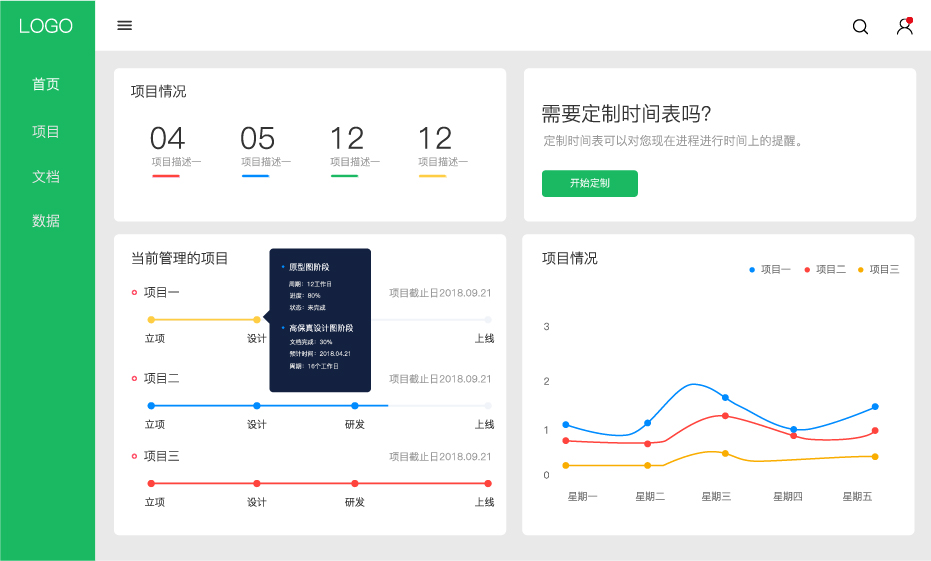 LOGO
首页
项目
文档
数据
项目情况
04 05 12 12
项目描述一 项目描述一 项目描述一 项目描述一
需要定制时间表吗?
定制时间表可以对您现在进程进行时间上的提醒。
开始定制
当前管理的项目
项目一 项目截止日2018.09.21
立项 设计 上线
原型图阶段
周期：12工作日
进度：80%
状态：未完成
高保真设计图阶段
文档完成：30%
预计时间：2018.04.21
周期：16个工作日
项目二 项目截止日2018.09.21
立项 设计 研发 上线
项目三 项目截止日2018.09.21
立项 设计 研发 上线
项目情况
项目一 项目二 项目三
3
2
1
0
星期一 星期二 星期三 星期四 星期五